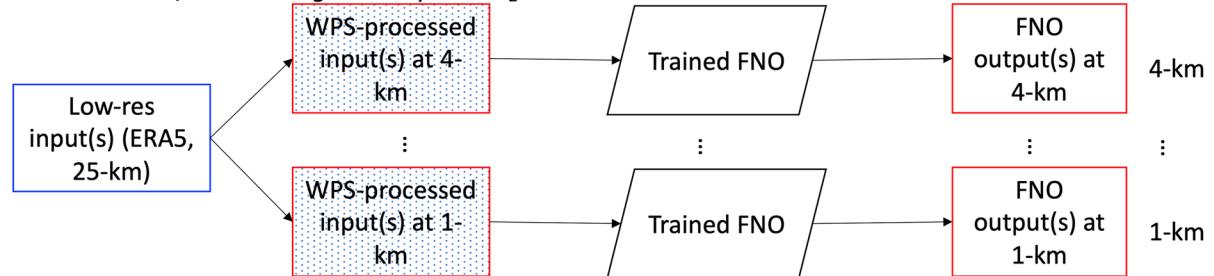 WPS-processed
input(s) at 4-
km
Trained FNO
FNO
output(s) at
4-km
4-km
Low-res
input(s) (ERA5,
25-km)
WPS-processed
input(s) at 1-
km
Trained FNO
FNO
output(s) at
1-km
1-km